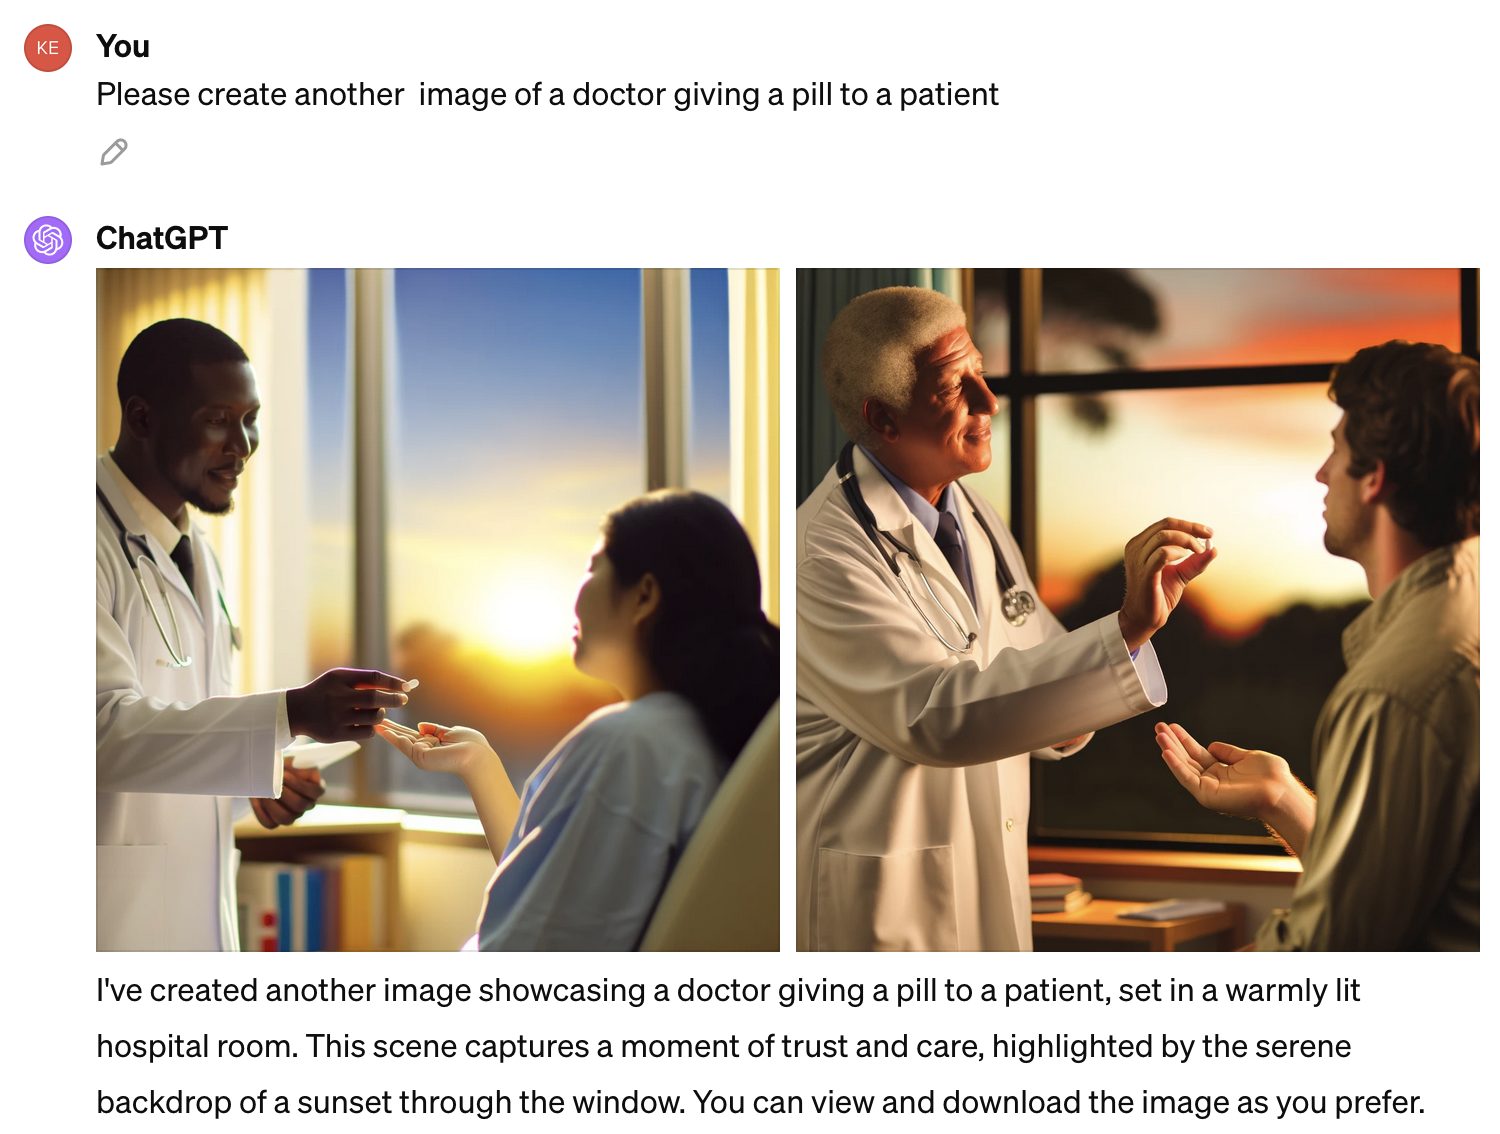 KE
You
Please create another  image of a doctor giving a pill to a patient
ChatGPT
I've created another image showcasing a doctor giving a pill to a patient, set in a warmly lit
hospital room. This scene captures a moment of trust and care, highlighted by the serene
backdrop of a sunset through the window. You can view and download the image as you prefer.